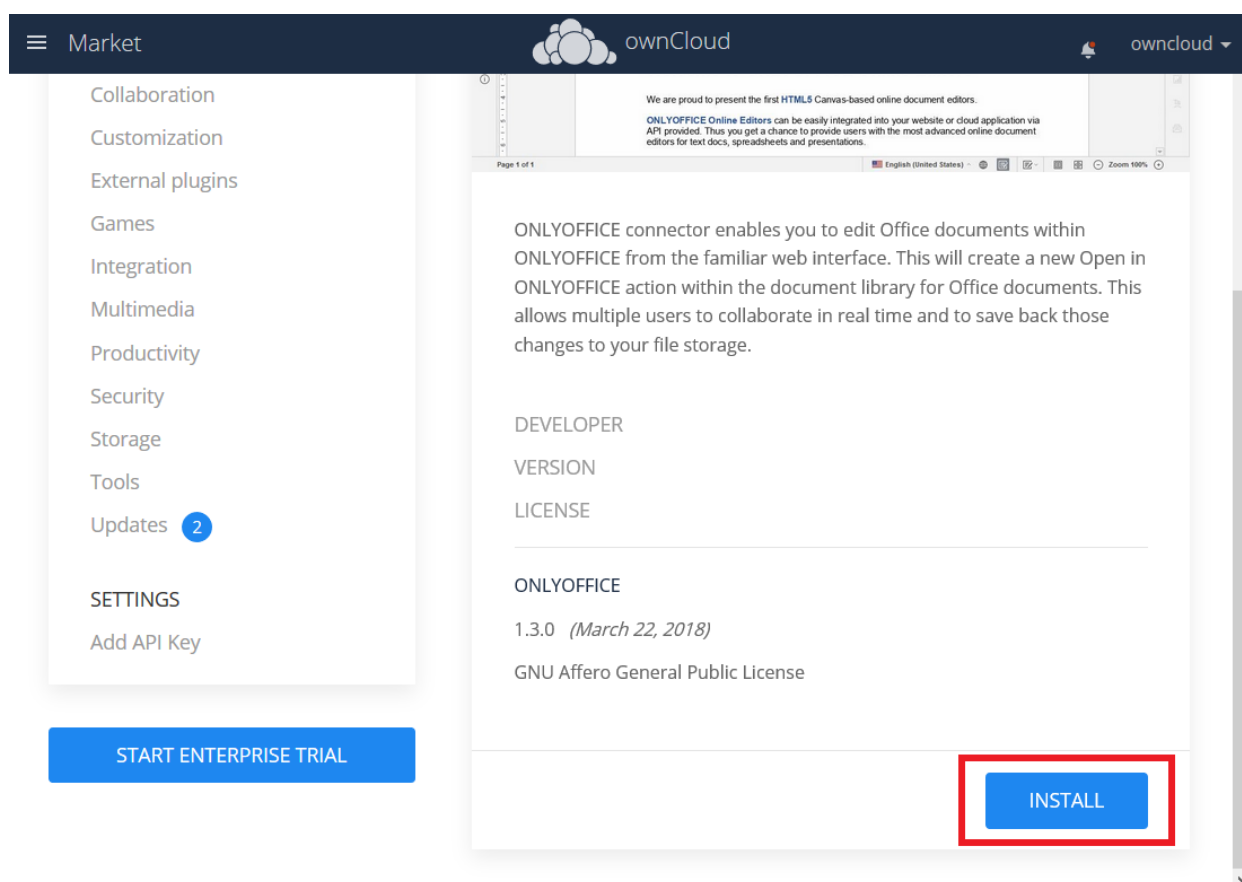 Market
ownCloud
owncloud
Collaboration
Customization
External plugins
Games
Integration
Multimedia
Productivity
Security
Storage
Tools
Updates 2
SETTINGS
Add API Key
START ENTERPRISE TRIAL
We are proud to present the first HTML5 Canvas-based online document editors.
ONLYOFFICE Online Editors can be easily integrated into your website or cloud application via
API provided. Thus you get a chance to provide users with the most advanced online document
editors for text docs, spreadsheets and presentations.
Page 1 of 1
English (United States)
Zoom 100%
ONLYOFFICE connector enables you to edit Office documents within
ONLYOFFICE from the familiar web interface. This will create a new Open in
ONLYOFFICE action within the document library for Office documents. This
allows multiple users to collaborate in real time and to save back those
changes to your file storage.
DEVELOPER
VERSION
LICENSE
ONLYOFFICE
1.3.0 (March 22, 2018)
GNU Affero General Public License
INSTALL